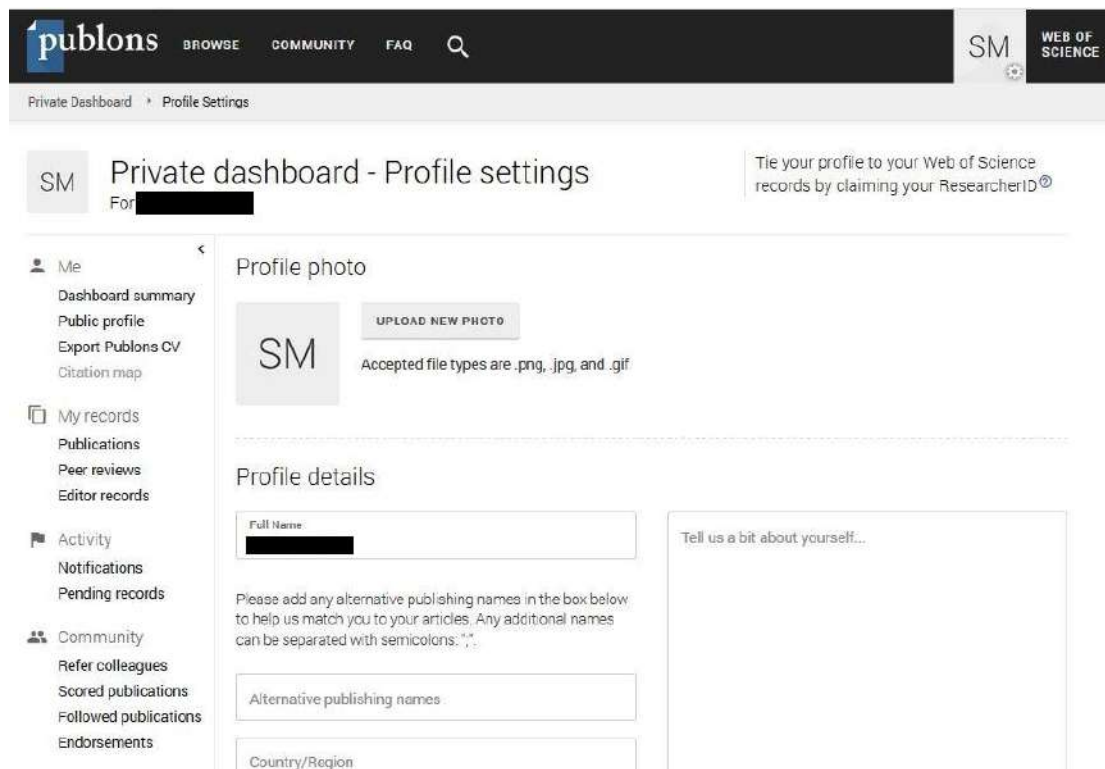 publons BROWSE COMMUNITY FAQ SM WEB OF SCIENCE
Private Dashboard Profile Settings
SM
Private dashboard - Profile settings
For
Tie your profile to your Web of Science
records by claiming your ResearcherID
Me
Dashboard summary
Public profile
Export Publons CV
Citation map
My records
Publications
Peer reviews
Editor records
Activity
Notifications
Pending records
Community
Refer colleagues
Scored publications
Followed publications
Endorsements
Profile photo
SM
UPLOAD NEW PHOTO
Accepted file types are .png, .jpg, and .gif
Profile details
Full Name
Please add any alternative publishing names in the box below
to help us match you to your articles. Any additional names
can be separated with semicolons: ";".
Alternative publishing names
Country/Region
Tell us a bit about yourself...